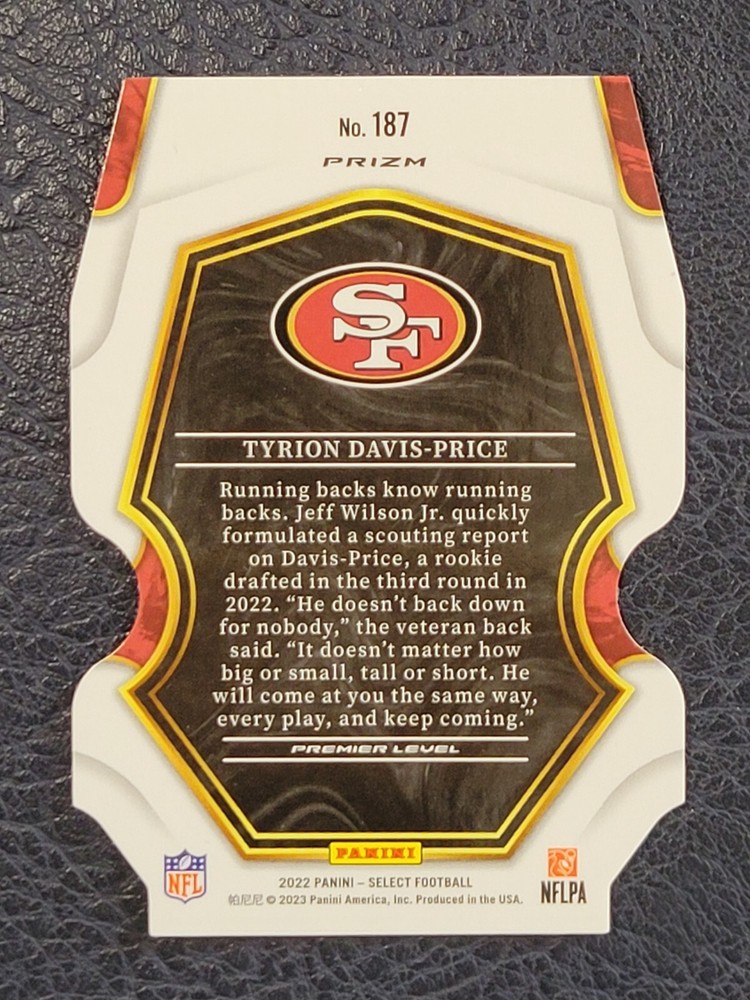 No. 187
PRIZM
SF
TYRION DAVIS-PRICE
Running backs know running
backs. Jeff Wilson Jr. quickly
formulated a scouting report
on Davis-Price, a rookie
drafted in the third round in
2022. “He doesn’t back down
for nobody,” the veteran back
said. “It doesn’t matter how
big or small, tall or short. He
will come at you the same way,
every play, and keep coming.”
PREMIER LEVEL
PANINI
NFL
2022 PANINI – SELECT FOOTBALL
帕尼尼 © 2023 Panini America, Inc. Produced in the USA.
NFLPA